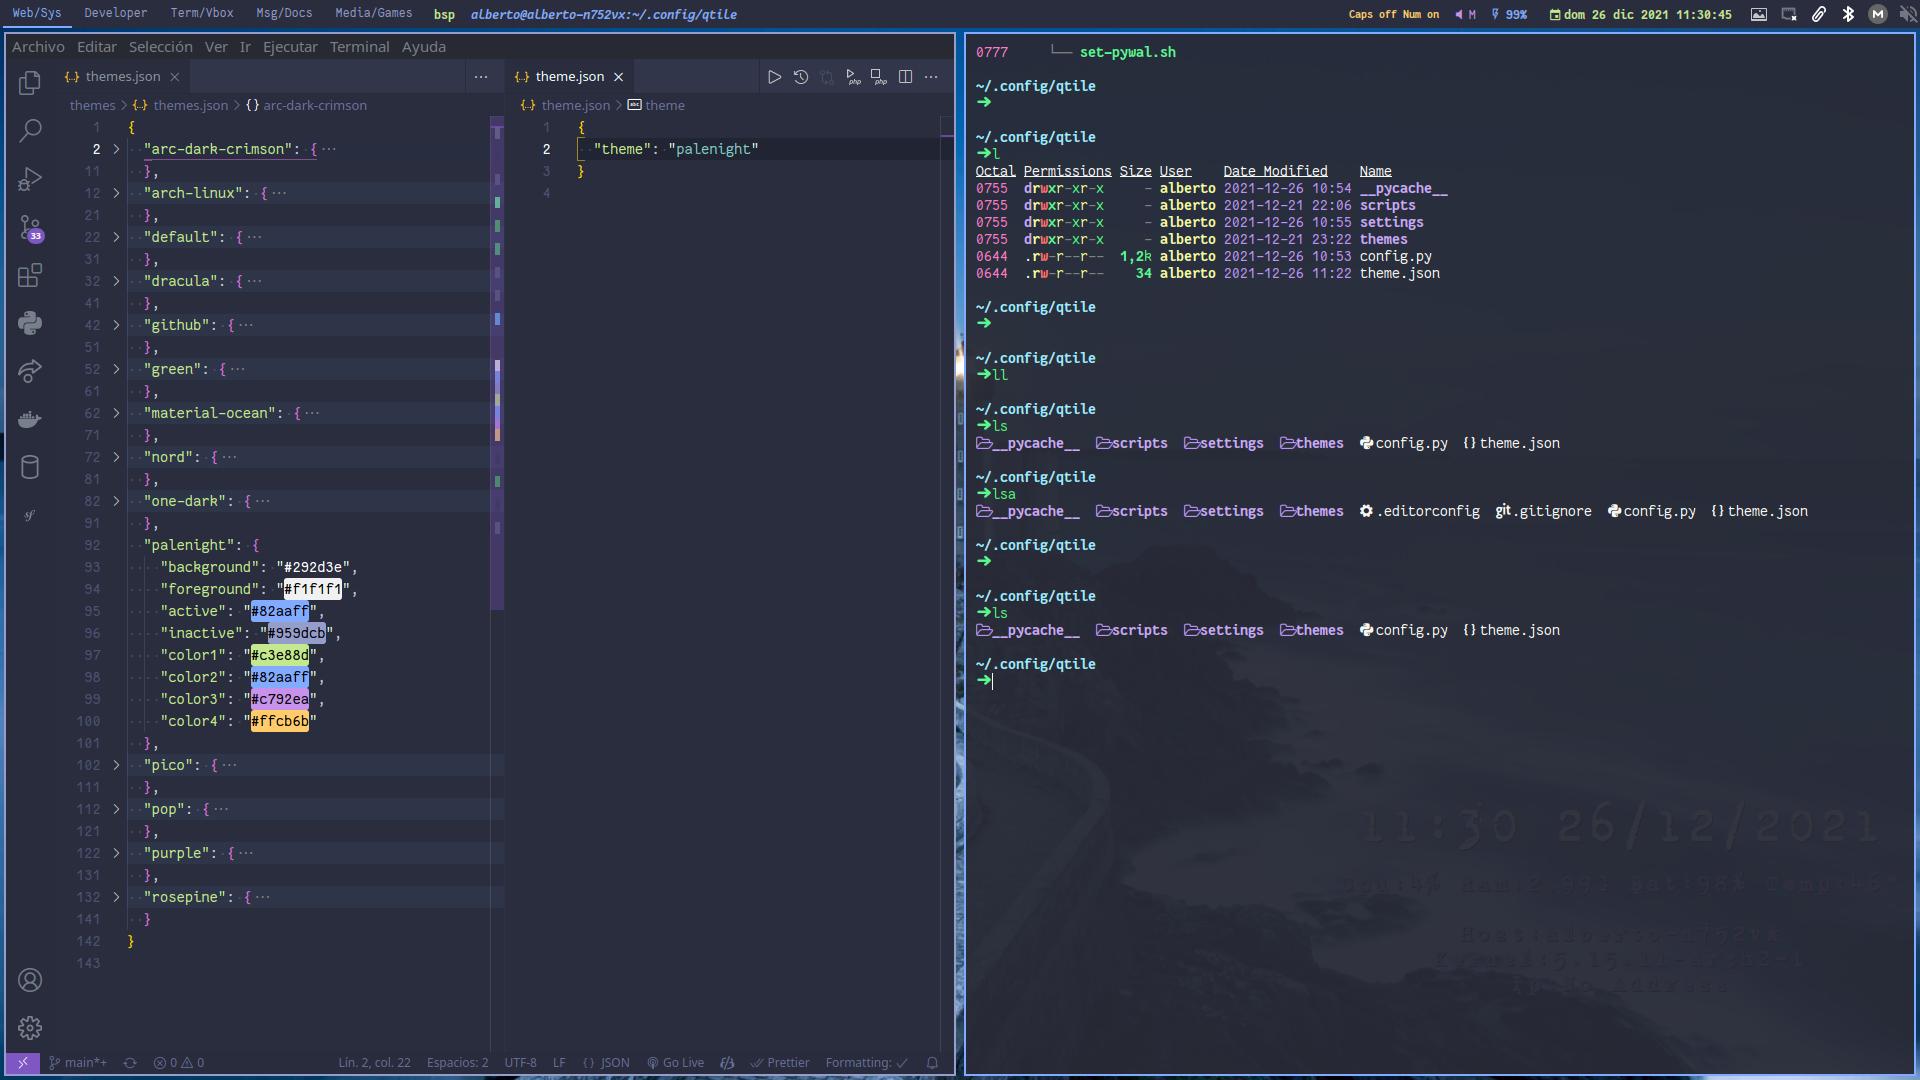 Web/Sys Developer Term/Vbox Msg/Docs Media/Games bsp alberto@alberto-n752vx:~/.config/qtile Caps off Num on M 99% dom 26 dic 2021 11:30:45 M
Archivo Editar Selección Ver Ir Ejecutar Terminal Ayuda
{..} themes.json × ···
themes > {..} themes.json > {} arc-dark-crimson
1 {
2 > "arc-dark-crimson": { ···
11 },
12 > "arch-linux": { ···
21 },
22 > "default": { ···
31 },
32 > "dracula": { ···
41 },
42 > "github": { ···
51 },
52 > "green": { ···
61 },
62 > "material-ocean": { ···
71 },
72 > "nord": { ···
81 },
82 > "one-dark": { ···
91 },
92 "palenight": {
93 "background": "#292d3e",
94 "foreground": "#f1f1f1",
95 "active": "#82aaff",
96 "inactive": "#959dcb",
97 "color1": "#c3e88d",
98 "color2": "#82aaff",
99 "color3": "#c792ea",
100 "color4": "#ffcb6b"
101 },
102 > "pico": { ···
111 },
112 > "pop": { ···
121 },
122 > "purple": { ···
131 },
132 > "rosepine": { ···
141 }
142 }
143
33
{..} theme.json × php php ···
{..} theme.json > abc theme
1 {
2 "theme": "palenight"
3 }
4
main*+ 0 0 Lín. 2, col. 22 Espacios: 2 UTF-8 LF {} JSON Go Live Prettier Formatting: ✓
0777 └── set-pywal.sh
~/.config/qtile
➜
~/.config/qtile
➜l
Octal Permissions Size User Date Modified Name
0755 drwxr-xr-x - alberto 2021-12-26 10:54 __pycache__
0755 drwxr-xr-x - alberto 2021-12-21 22:06 scripts
0755 drwxr-xr-x - alberto 2021-12-26 10:55 settings
0755 drwxr-xr-x - alberto 2021-12-21 23:22 themes
0644 .rw-r--r-- 1,2k alberto 2021-12-26 10:53 config.py
0644 .rw-r--r-- 34 alberto 2021-12-26 11:22 theme.json
~/.config/qtile
➜
~/.config/qtile
➜ll
~/.config/qtile
➜ls
__pycache__ scripts settings themes config.py {} theme.json
~/.config/qtile
➜lsa
__pycache__ scripts settings themes .editorconfig git .gitignore config.py {} theme.json
~/.config/qtile
➜
~/.config/qtile
➜ls
__pycache__ scripts settings themes config.py {} theme.json
~/.config/qtile
➜
11:30 26/12/2021